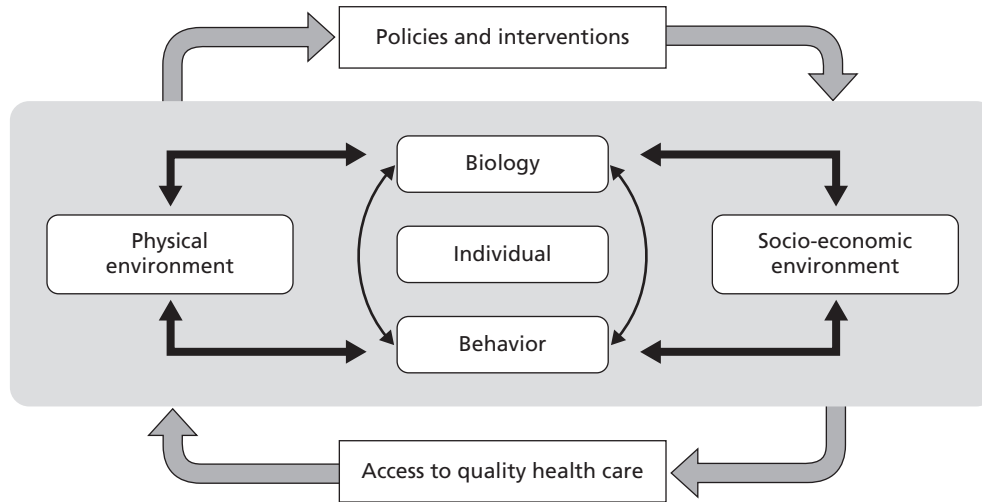 Policies and interventions
Biology
Physical
environment
Individual
Socio-economic
environment
Behavior
Access to quality health care